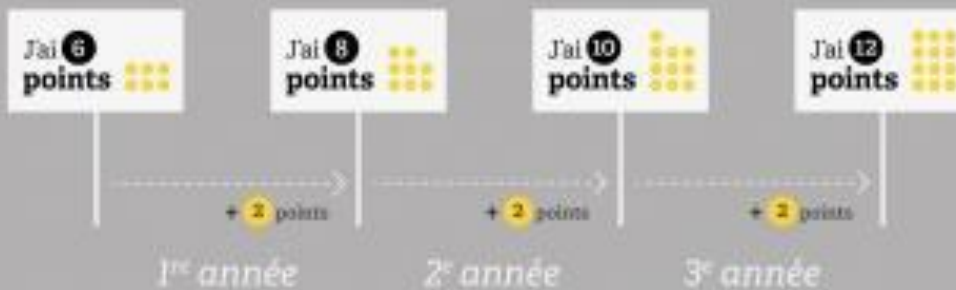 J'ai 6
points
J'ai 8
points
J'ai 10
points
J'ai 12
points
+ 2 points
+ 2 points
+ 2 points
1re année
2e année
3e année